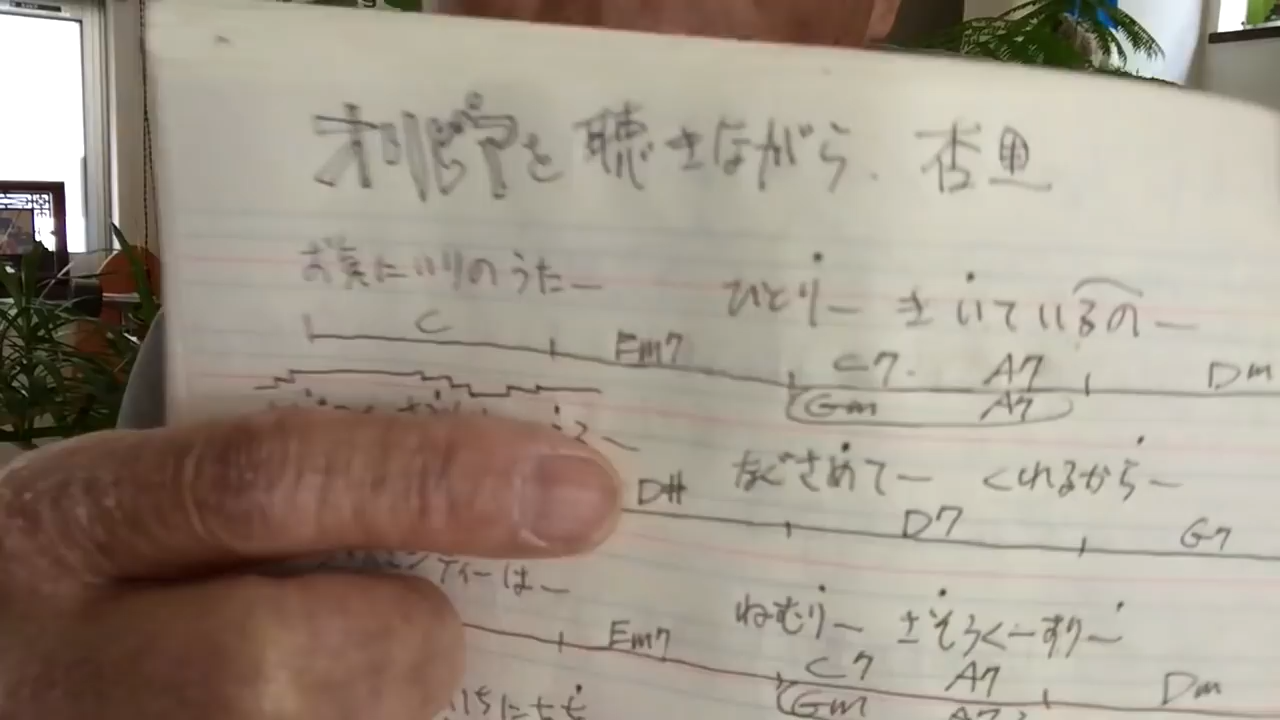 オリビアを聴きながら、杏里
お気にいりのうたー ひとりー きいているのー
C Em7 C7. A7 Dm
Gm A7
なぐさめてー くれるからー
D# D7 G7
ティーは～ ねむりー さそうくーすりー
Em7 C7 A7 Dm
Gm A7